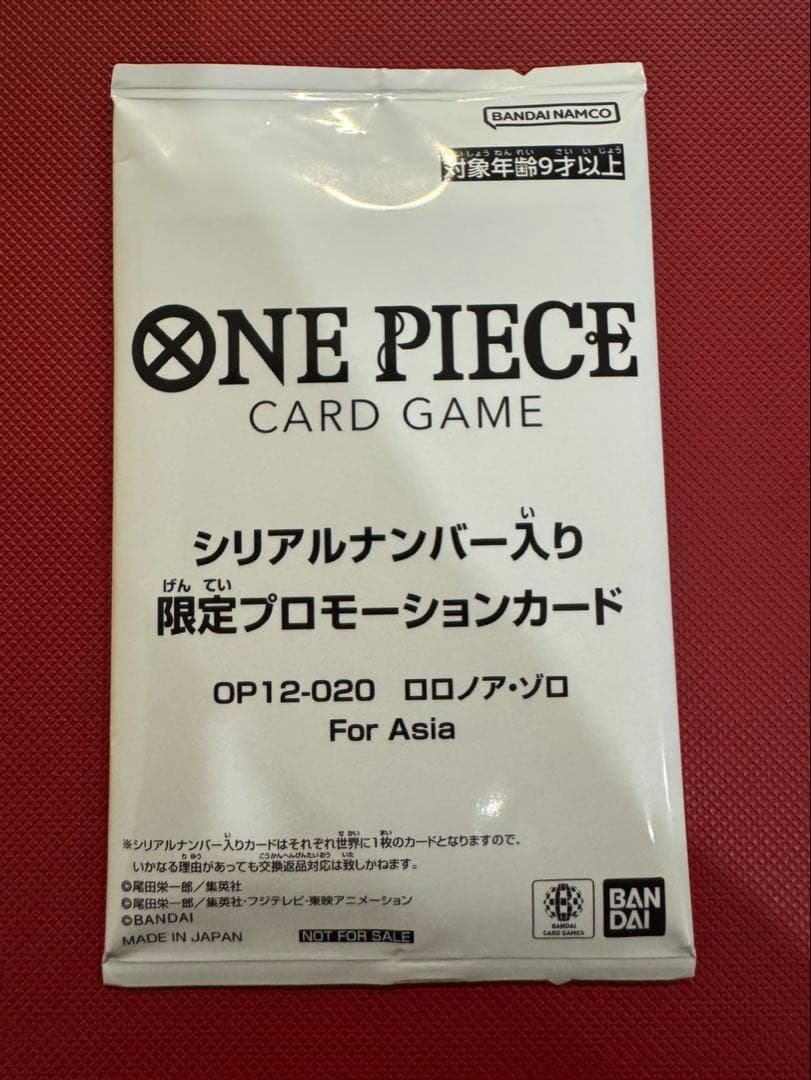 BANDAI NAMCO
対象年齢9才以上
ONE PIECE
CARD GAME
シリアルナンバー入り
限定プロモーションカード
OP12-020 ロロノア・ゾロ
For Asia
※シリアルナンバー入りカードはそれぞれ世界に1枚のカードとなりますので、
いかなる理由があっても交換返品対応は致しかねます。
©尾田栄一郎／集英社
©尾田栄一郎／集英社・フジテレビ・東映アニメーション
©BANDAI
MADE IN JAPAN NOT FOR SALE
BANDAI CARD GAMES
BANDAI